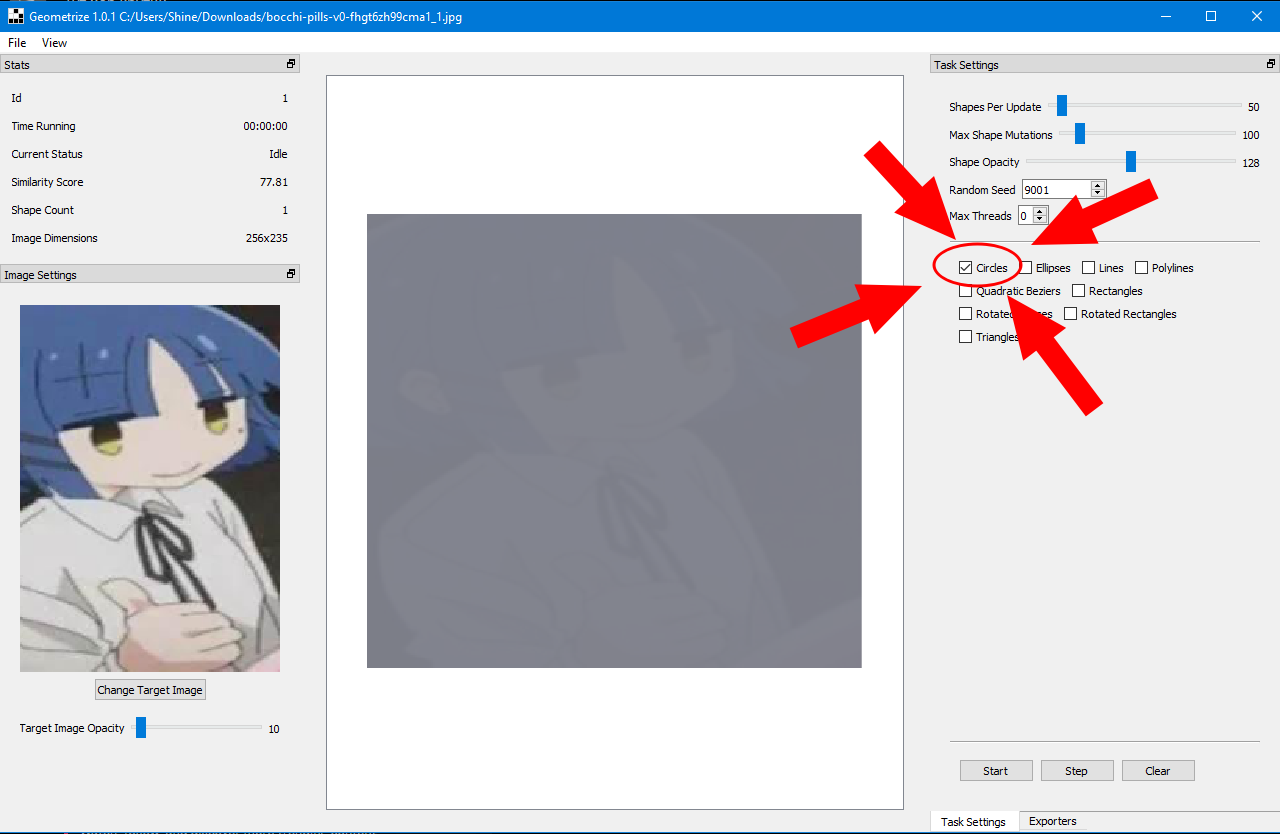 Geometrize 1.0.1 C:/Users/Shine/Downloads/bocchi-pills-v0-fhgt6zh99cma1_1.jpg
File View
Stats
Id 1
Time Running 00:00:00
Current Status Idle
Similarity Score 77.81
Shape Count 1
Image Dimensions 256x235
Image Settings
Change Target Image
Target Image Opacity 10
Task Settings
Shapes Per Update 50
Max Shape Mutations 100
Shape Opacity 128
Random Seed 9001
Max Threads 0
Circles Ellipses Lines Polylines
Quadratic Beziers Rectangles
Rotated Rotated Rectangles
Triangles
Start Step Clear
Task Settings Exporters